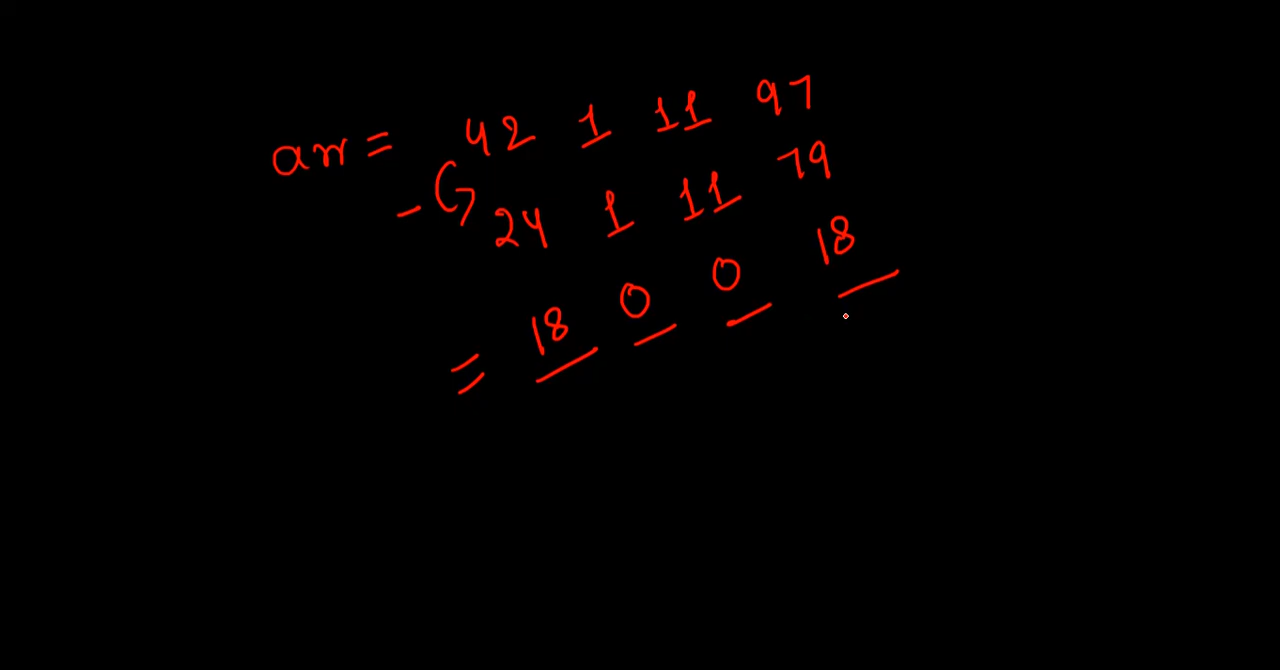 arr = 42 1 11 97
- G 24 1 11 79
= 18 0 0 18